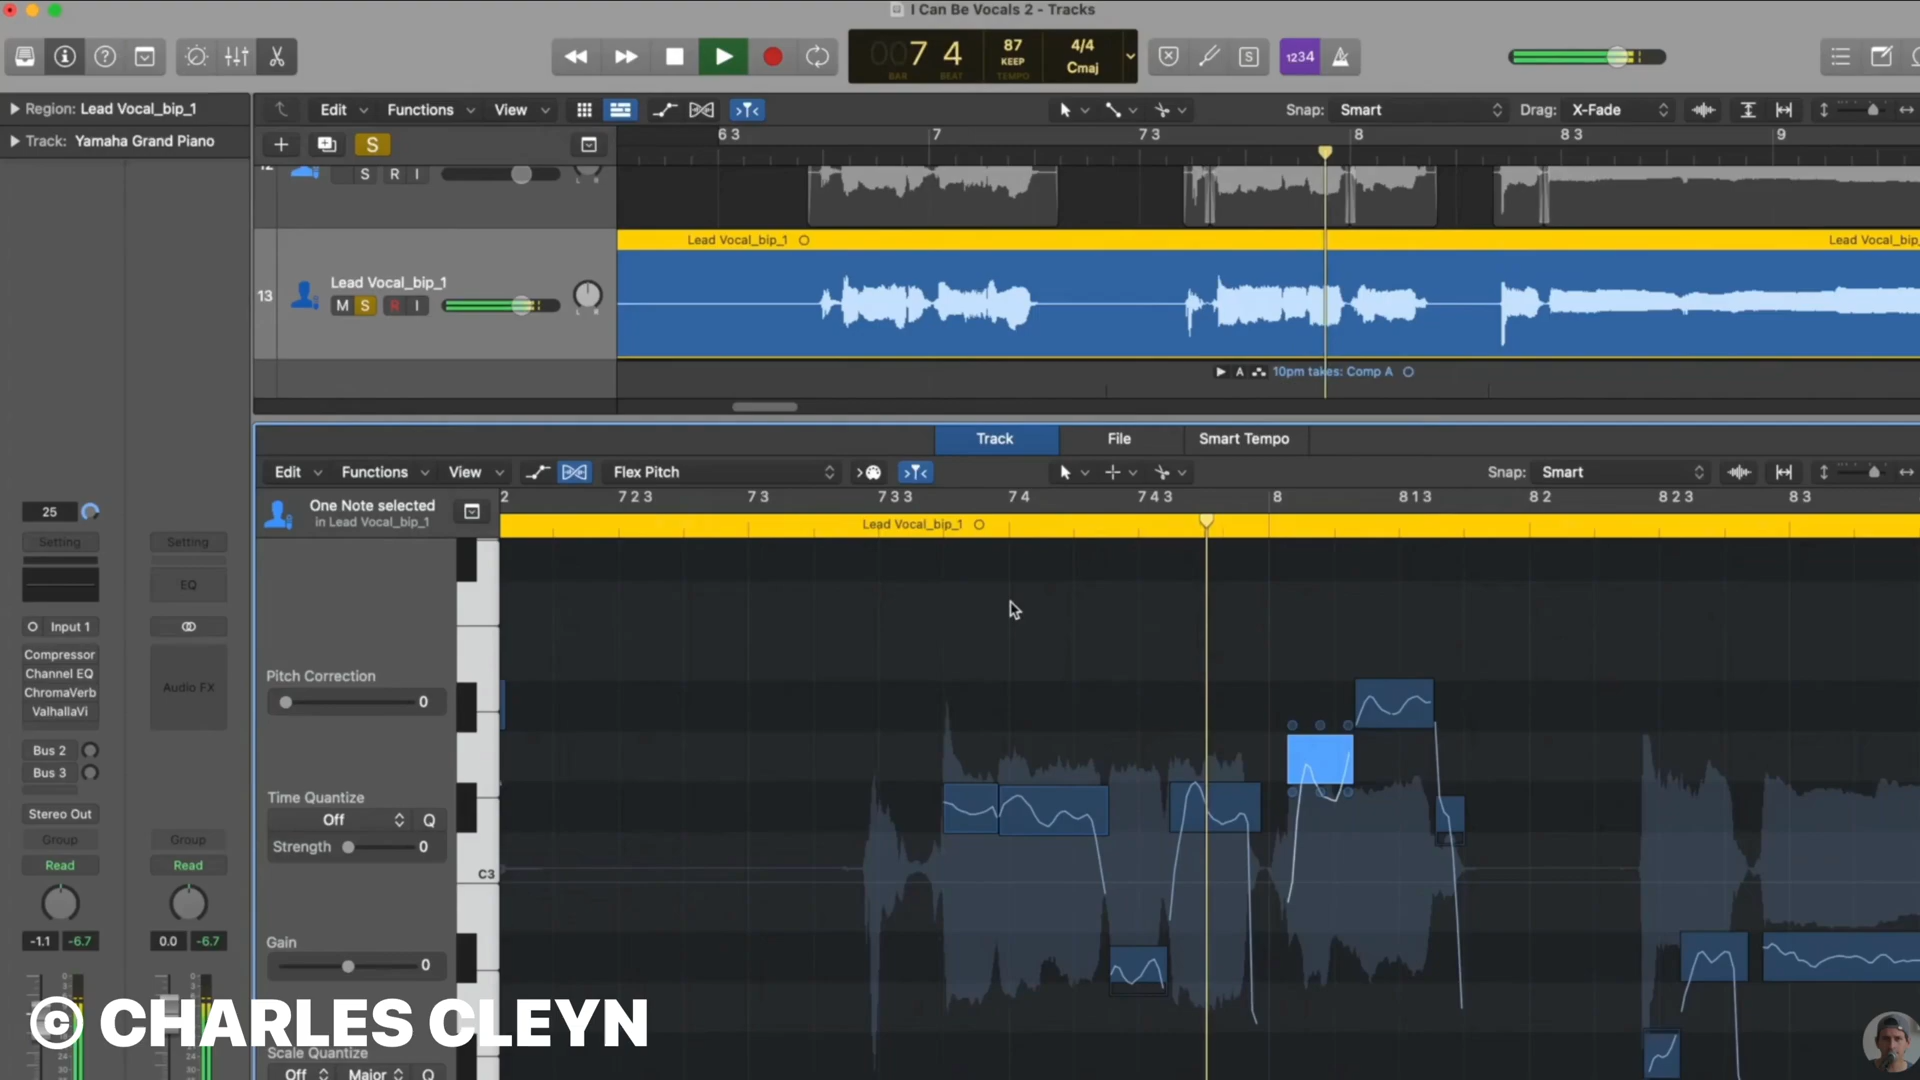 I Can Be Vocals 2 - Tracks
007 4
BAR BEAT
87
KEEP
TEMPO
4/4
Cmaj
S
1234
Region: Lead Vocal_bip_1
Track: Yamaha Grand Piano
Edit
Functions
View
Snap: Smart
Drag: X-Fade
S
6 3
7
7 3
8
8 3
9
S R I
Lead Vocal_bip_1
13
Lead Vocal_bip_1
M S R I
10pm takes: Comp A
A
Track
File
Smart Tempo
Edit
Functions
View
Flex Pitch
Snap: Smart
One Note selected
in Lead Vocal_bip_1
2
7 2 3
7 3
7 3 3
7 4
7 4 3
8
8 1 3
8 2
8 2 3
8 3
Lead Vocal_bip_1
25
Setting
Setting
EQ
Input 1
Compressor
Channel EQ
ChromaVerb
ValhallaVi
Audio FX
Bus 2
Bus 3
Stereo Out
Group
Group
Read
Read
-1.1 -6.7
0.0 -6.7
Pitch Correction
0
Time Quantize
Off
Q
Strength 0
C3
Gain
0
Scale Quantize
Off Major Q
© CHARLES CLEYN